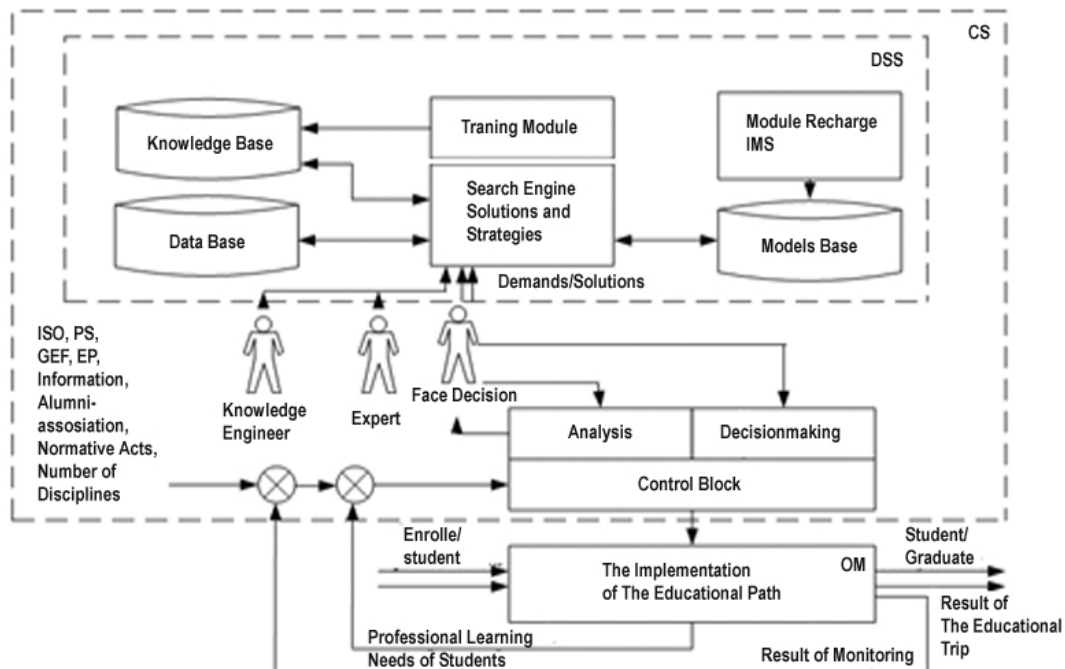 CS
DSS
Knowledge Base
Traning Module
Module Recharge
IMS
Search Engine
Solutions and
Strategies
Data Base
Models Base
Demands/Solutions
ISO, PS,
GEF, EP,
Information,
Alumni-
assosiation,
Normative Acts,
Number of
Disciplines
Knowledge
Engineer
Expert
Face Decision
Analysis
Decisionmaking
Control Block
Enrolle/
student
Student/
Graduate
OM
The Implementation
of The Educational Path
Result of
The Educational
Trip
Professional Learning
Needs of Students
Result of Monitoring